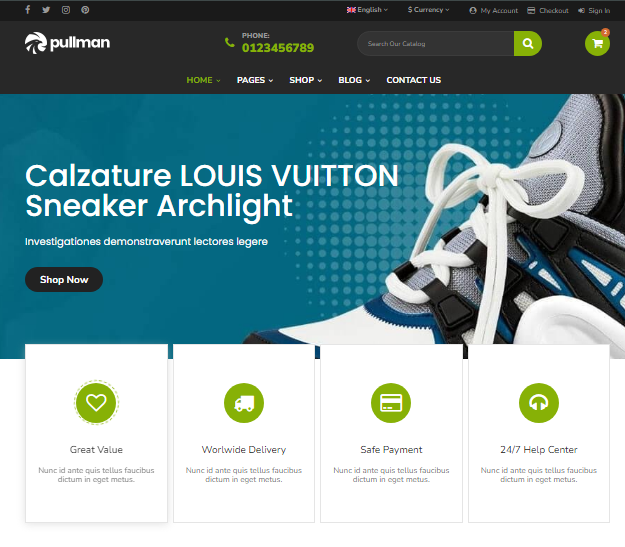 English
$ Currency
My Account
Checkout
Sign In
pullman
PHONE:
0123456789
Search Our Catalog
3
HOME
PAGES
SHOP
BLOG
CONTACT US
Calzature LOUIS VUITTON
Sneaker Archlight
Investigationes demonstraverunt lectores legere
Shop Now
Great Value
Nunc id ante quis tellus faucibus
dictum in eget metus.
Worlwide Delivery
Nunc id ante quis tellus faucibus
dictum in eget metus.
Safe Payment
Nunc id ante quis tellus faucibus
dictum in eget metus.
24/7 Help Center
Nunc id ante quis tellus faucibus
dictum in eget metus.